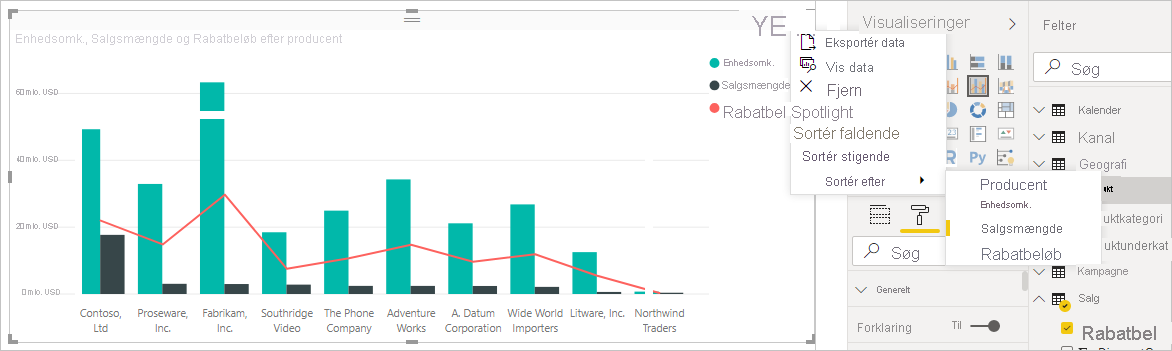 YE
Enhedsomk., Salgsmængde og Rabatbeløb efter producent
Enhedsomk.
Salgsmængde
Rabatbel Spotlight
60 mio. USD
40 mio. USD
20 mio. USD
0 mio. USD
Contoso, Ltd
Proseware, Inc.
Fabrikam, Inc.
Southridge Video
The Phone Company
Adventure Works
A. Datum Corporation
Wide World Importers
Litware, Inc.
Northwind Traders
Eksportér data
Vis data
Fjern
Sortér faldende
Sortér stigende
Sortér efter
Producent
Enhedsomk.
Salgsmængde
Rabatbeløb
Visualiseringer
R
Py
Søg
Generelt
Forklaring
Til
Felter
Søg
Kalender
Kanal
Geografi
ukt
uktkategori
uktunderkat
Kampagne
Salg
Rabatbel